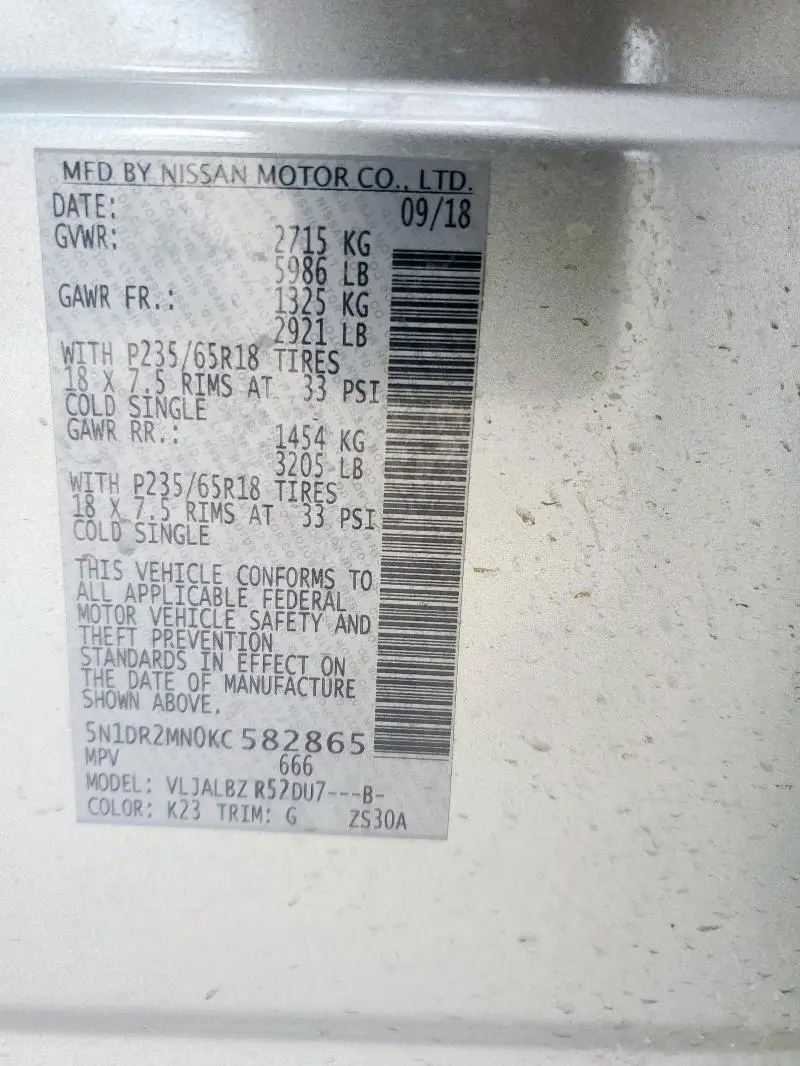 MFD BY NISSAN MOTOR CO., LTD.
DATE: 09/18
GVWR: 2715 KG
5986 LB
GAWR FR.: 1325 KG
2921 LB
WITH P235/65R18 TIRES
18 X 7.5 RIMS AT 33 PSI
COLD SINGLE
GAWR RR.: 1454 KG
3205 LB
WITH P235/65R18 TIRES
18 X 7.5 RIMS AT 33 PSI
COLD SINGLE
THIS VEHICLE CONFORMS TO
ALL APPLICABLE FEDERAL
MOTOR VEHICLE SAFETY AND
THEFT PREVENTION
STANDARDS IN EFFECT ON
THE DATE OF MANUFACTURE
SHOWN ABOVE.
5N1DR2MN0KC582865
MPV 666
MODEL: VLJALBZ R52DU7---B-
COLOR: K23 TRIM: G ZS30A